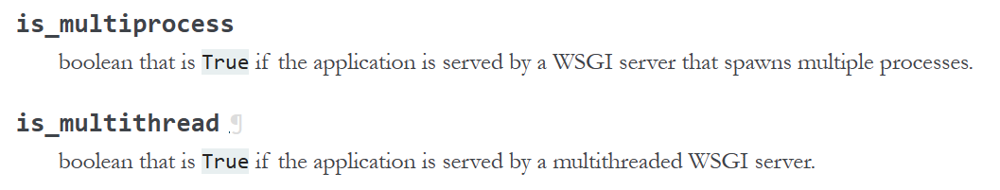 is_multiprocess
boolean that is True if the application is served by a WSGI server that spawns multiple processes.
is_multithread ¶
boolean that is True if the application is served by a multithreaded WSGI server.